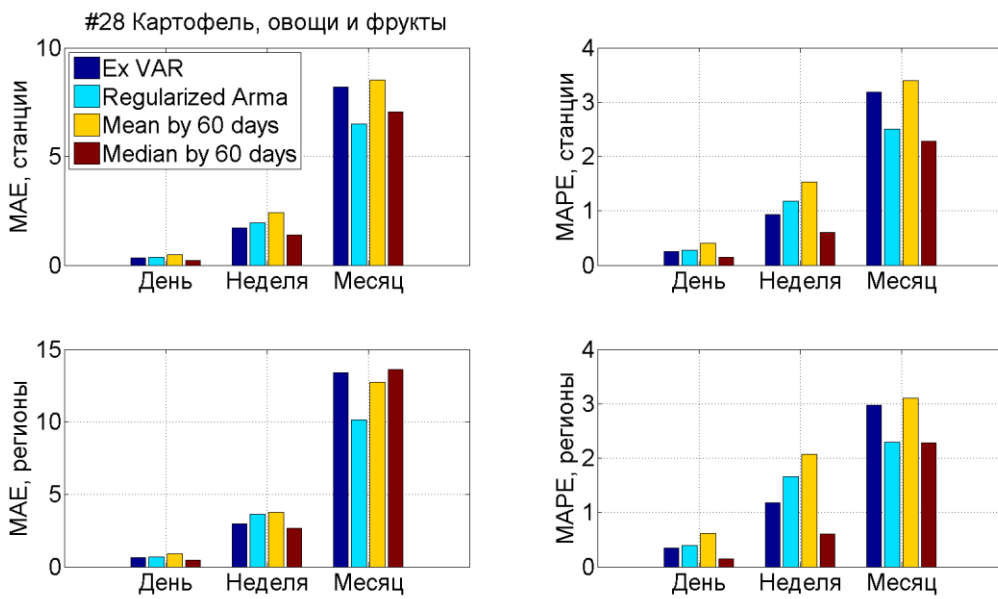 #28 Картофель, овощи и фрукты
10
5
0
MAE, станции
Ex VAR
Regularized Arma
Mean by 60 days
Median by 60 days
День Неделя Месяц
4
3
2
1
0
MAPE, станции
День Неделя Месяц
15
10
5
0
MAE, регионы
День Неделя Месяц
4
3
2
1
0
MAPE, регионы
День Неделя Месяц